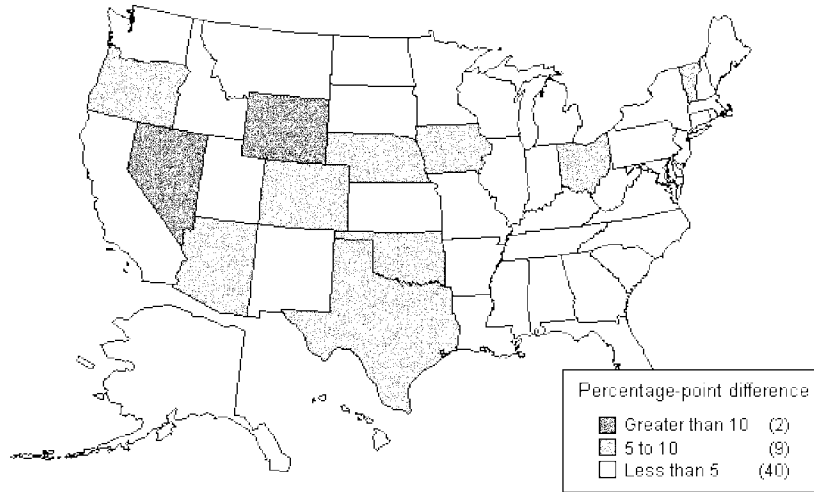 Percentage-point difference
Greater than 10 (2)
5 to 10 (9)
Less than 5 (40)